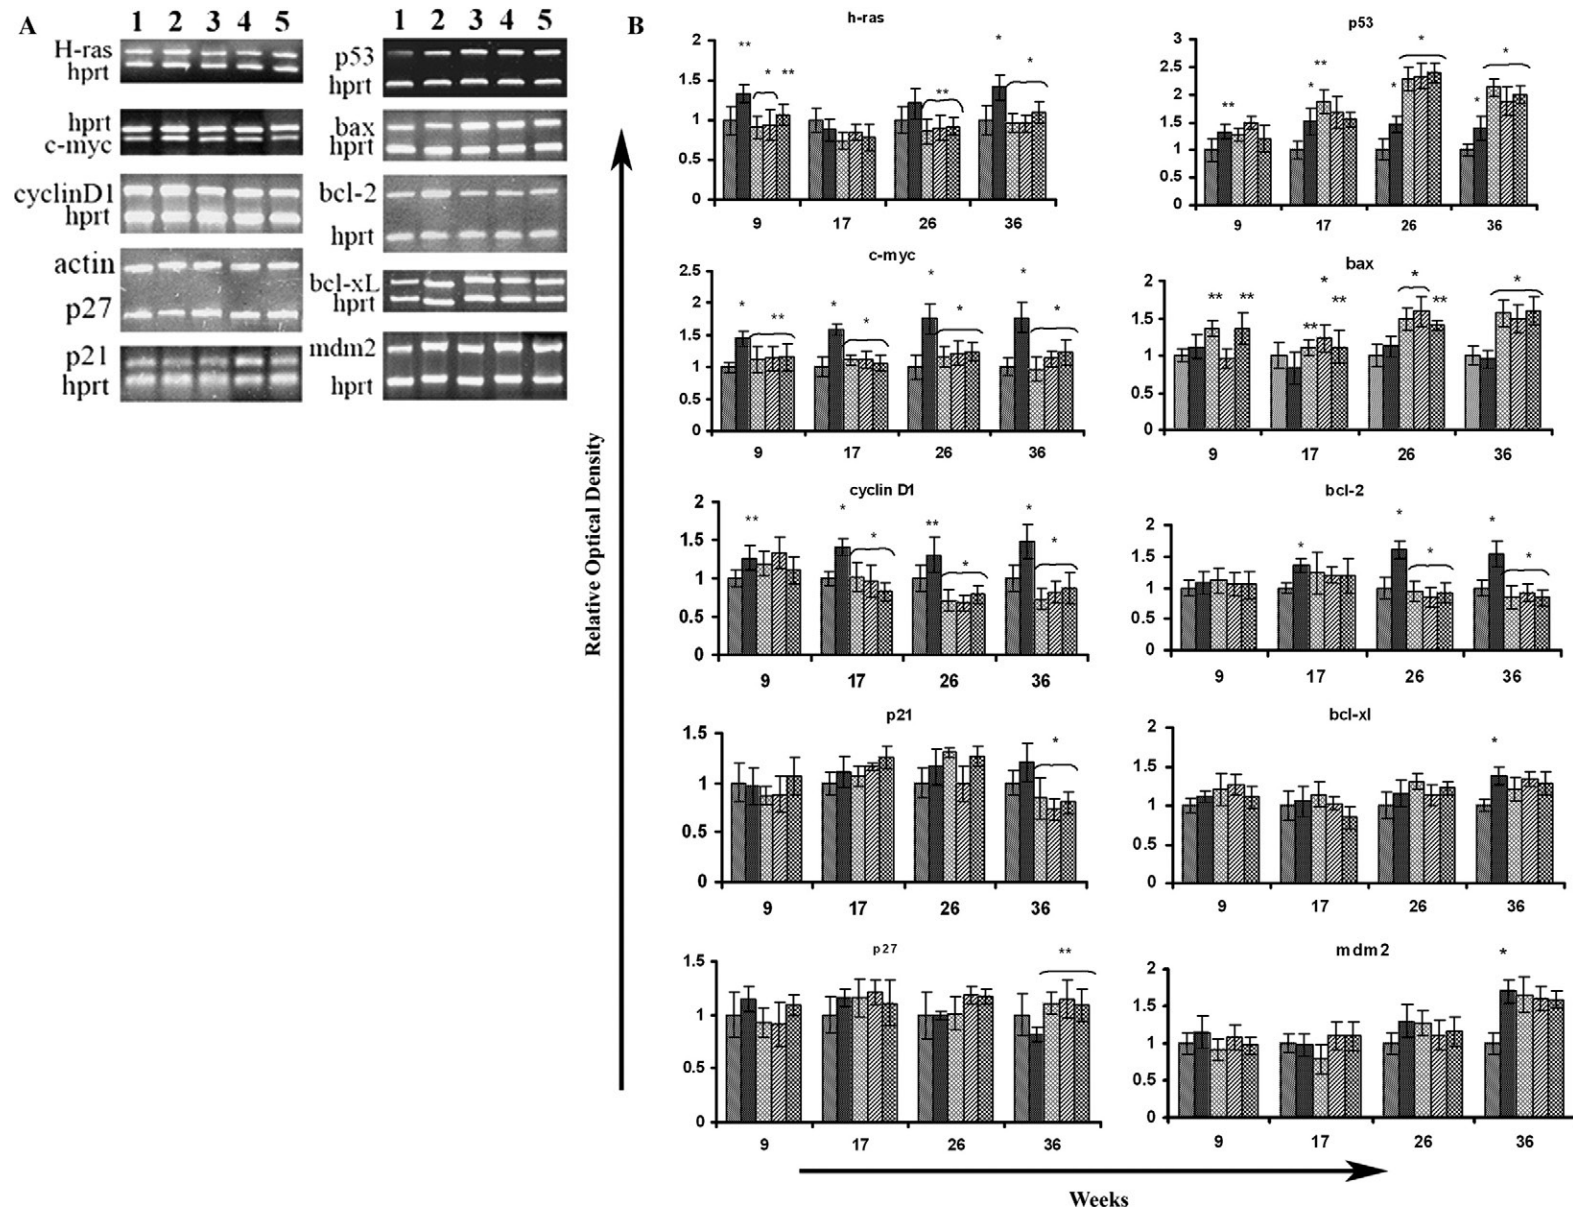 A
1 2 3 4 5
H-ras
hprt
hprt
c-myc
cyclinD1
hprt
actin
p27
p21
hprt
1 2 3 4 5
p53
hprt
bax
hprt
bcl-2
hprt
bcl-xL
hprt
mdm2
hprt
B
Relative Optical Density
h-ras
2
1.5
1
0.5
0
** * ** ** * *
9 17 26 36
p53
3
2.5
2
1.5
1
0.5
0
** * ** * * * *
9 17 26 36
c-myc
2.5
2
1.5
1
0.5
0
* ** * * * * * *
9 17 26 36
bax
2
1.5
1
0.5
0
** ** ** * ** * ** *
9 17 26 36
cyclin D1
2
1.5
1
0.5
0
** * * ** * * *
9 17 26 36
bcl-2
2
1.5
1
0.5
0
* * * * *
9 17 26 36
p21
1.5
1
0.5
0
*
9 17 26 36
bcl-xl
2
1.5
1
0.5
0
*
9 17 26 36
p27
1.5
1
0.5
0
**
9 17 26 36
mdm2
2
1.5
1
0.5
0
*
9 17 26 36
Weeks